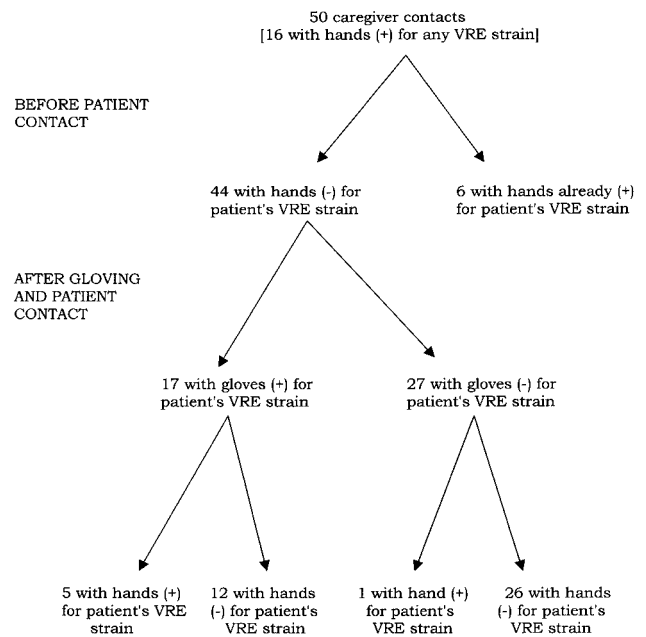 50 caregiver contacts
[16 with hands (+) for any VRE strain]
BEFORE PATIENT
CONTACT
44 with hands (-) for
patient's VRE strain
6 with hands already (+)
for patient's VRE strain
AFTER GLOVING
AND PATIENT
CONTACT
17 with gloves (+) for
patient's VRE strain
27 with gloves (-) for
patient's VRE strain
5 with hands (+)
for patient's VRE
strain
12 with hands
(-) for patient's
VRE strain
1 with hand (+)
for patient's
VRE strain
26 with hands
(-) for patient's
VRE strain